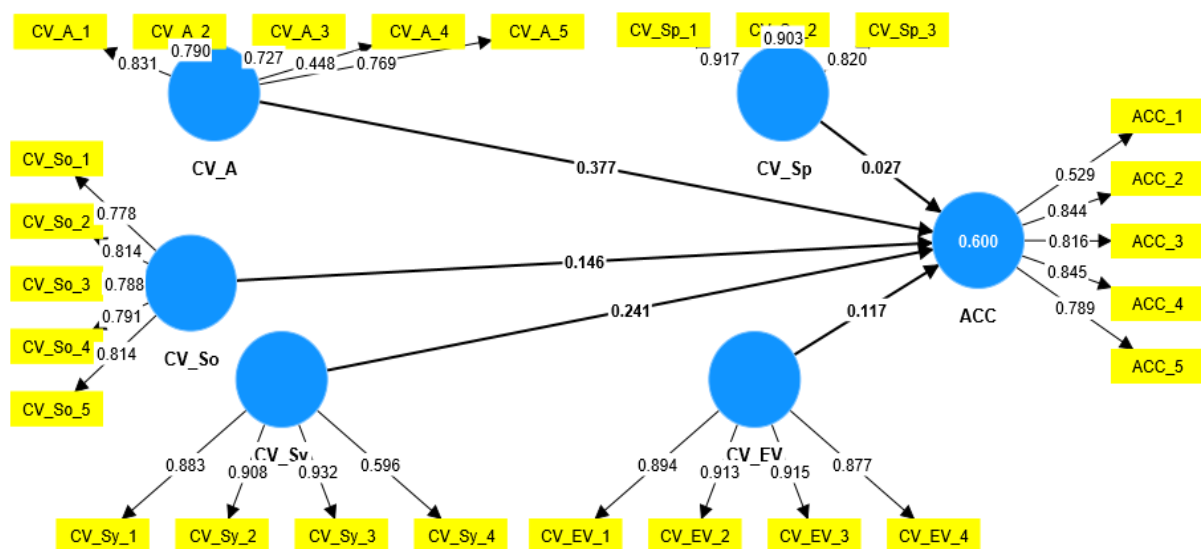 CV_A_1
CV_A_2
CV_A_3
CV_A_4
CV_A_5
0.831
0.790
0.727
0.448
0.769
CV_A
CV_Sp_1
CV_Sp_3
0.917
0.903
0.820
CV_Sp
CV_So_1
CV_So_2
CV_So_3
CV_So_4
CV_So_5
0.778
0.814
0.788
0.791
0.814
CV_So
0.377
0.027
0.146
0.241
0.117
0.600
ACC
ACC_1
ACC_2
ACC_3
ACC_4
ACC_5
0.529
0.844
0.816
0.845
0.789
CV_Sy
0.883
0.908
0.932
0.596
CV_Sy_1
CV_Sy_2
CV_Sy_3
CV_Sy_4
CV_EV
0.894
0.913
0.915
0.877
CV_EV_1
CV_EV_2
CV_EV_3
CV_EV_4